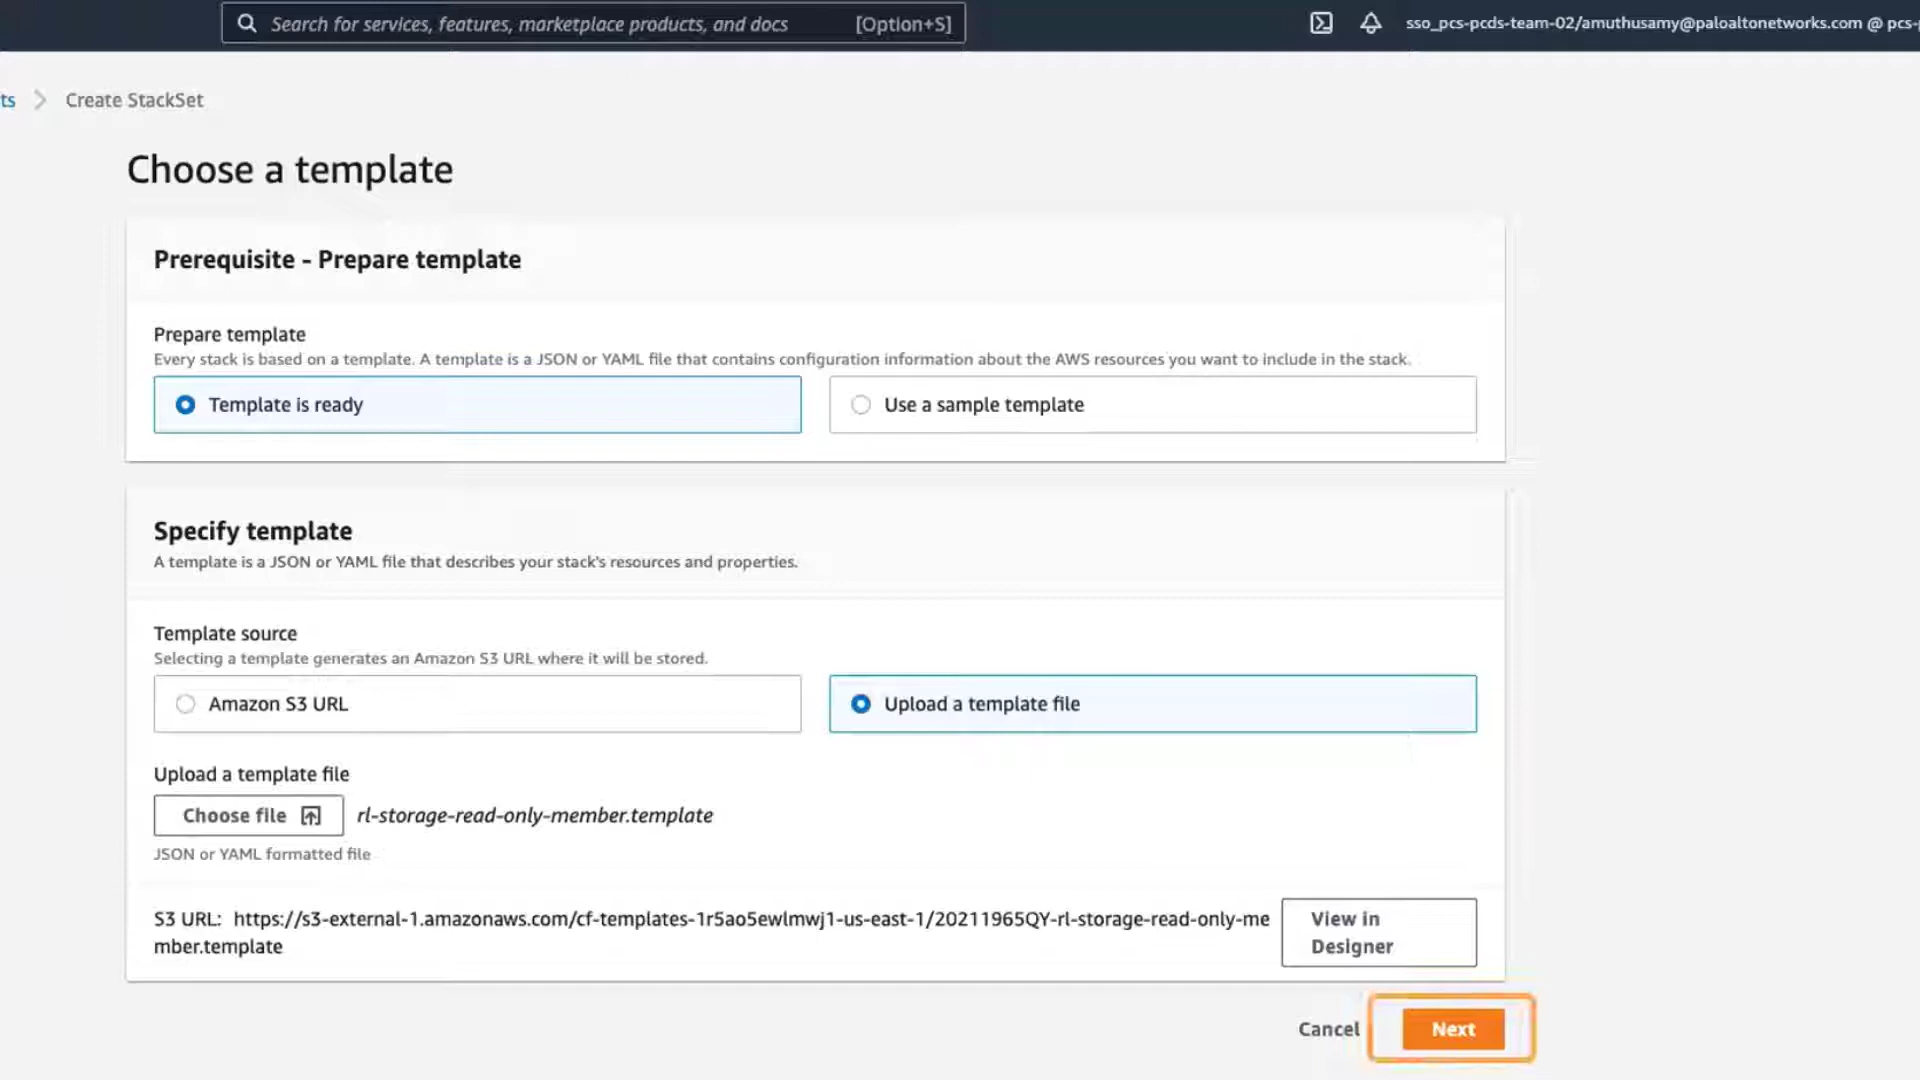 Search for services, features, marketplace products, and docs [Option+S] sso_pcs-pcds-team-02/amuthusamy@paloaltonetworks.com @ pcs-
ts Create StackSet
Choose a template
Prerequisite - Prepare template
Prepare template
Every stack is based on a template. A template is a JSON or YAML file that contains configuration information about the AWS resources you want to include in the stack.
Template is ready
Use a sample template
Specify template
A template is a JSON or YAML file that describes your stack's resources and properties.
Template source
Selecting a template generates an Amazon S3 URL where it will be stored.
Amazon S3 URL
Upload a template file
Upload a template file
Choose file rl-storage-read-only-member.template
JSON or YAML formatted file
S3 URL: https://s3-external-1.amazonaws.com/cf-templates-1r5ao5ewlmwj1-us-east-1/20211965QY-rl-storage-read-only-me
mber.template
View in
Designer
Cancel Next